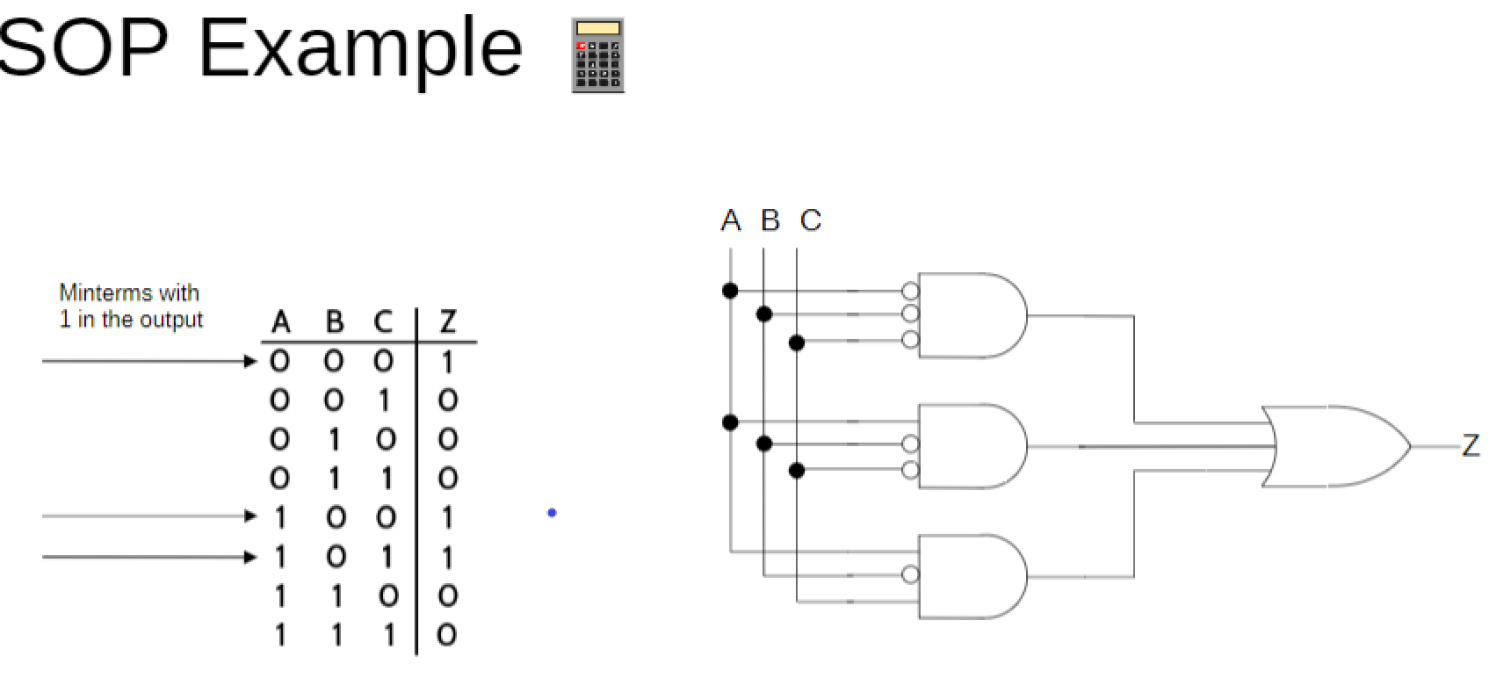 SOP Example
A B C
Minterms with
1 in the output
A B C Z
0 0 0 1
0 0 1 0
0 1 0 0
0 1 1 0
1 0 0 1
1 0 1 1
1 1 0 0
1 1 1 0
Z